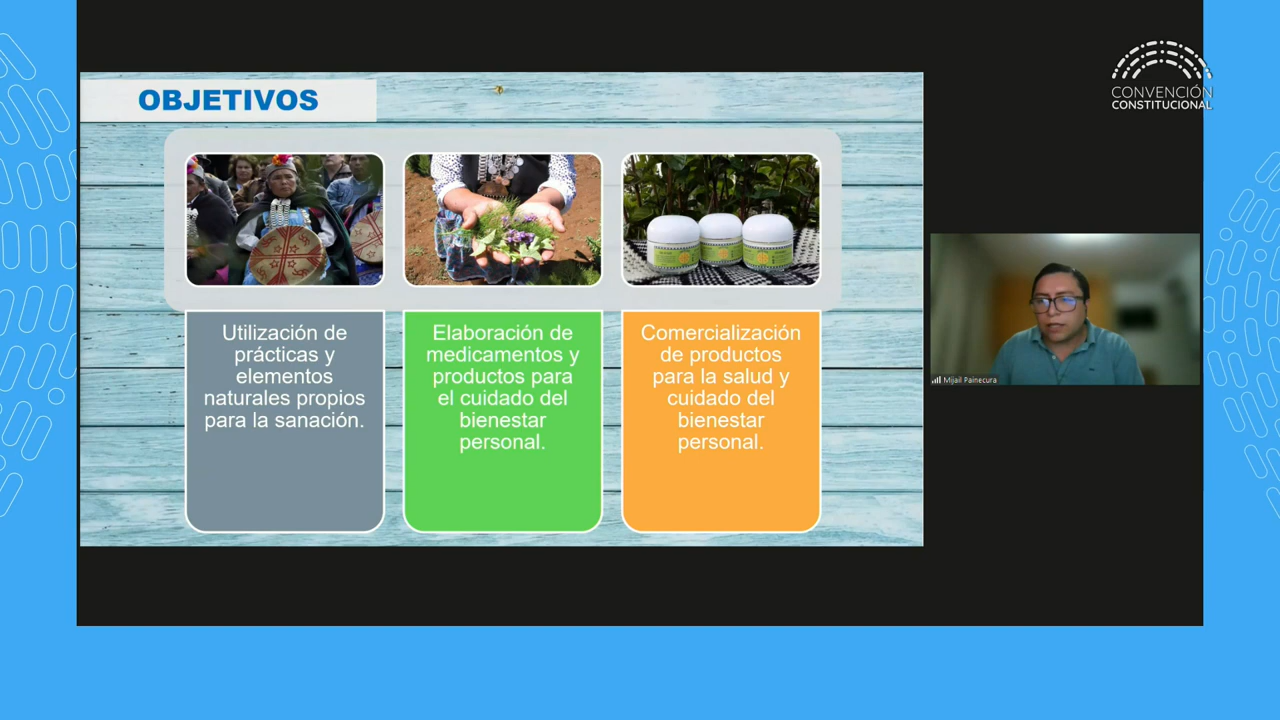 OBJETIVOS
Utilización de
prácticas y
elementos
naturales propios
para la sanación.
Elaboración de
medicamentos y
productos para
el cuidado del
bienestar
personal.
Comercialización
de productos
para la salud y
cuidado del
bienestar
personal.
CONVENCIÓN
CONSTITUCIONAL
Mijail Painecura